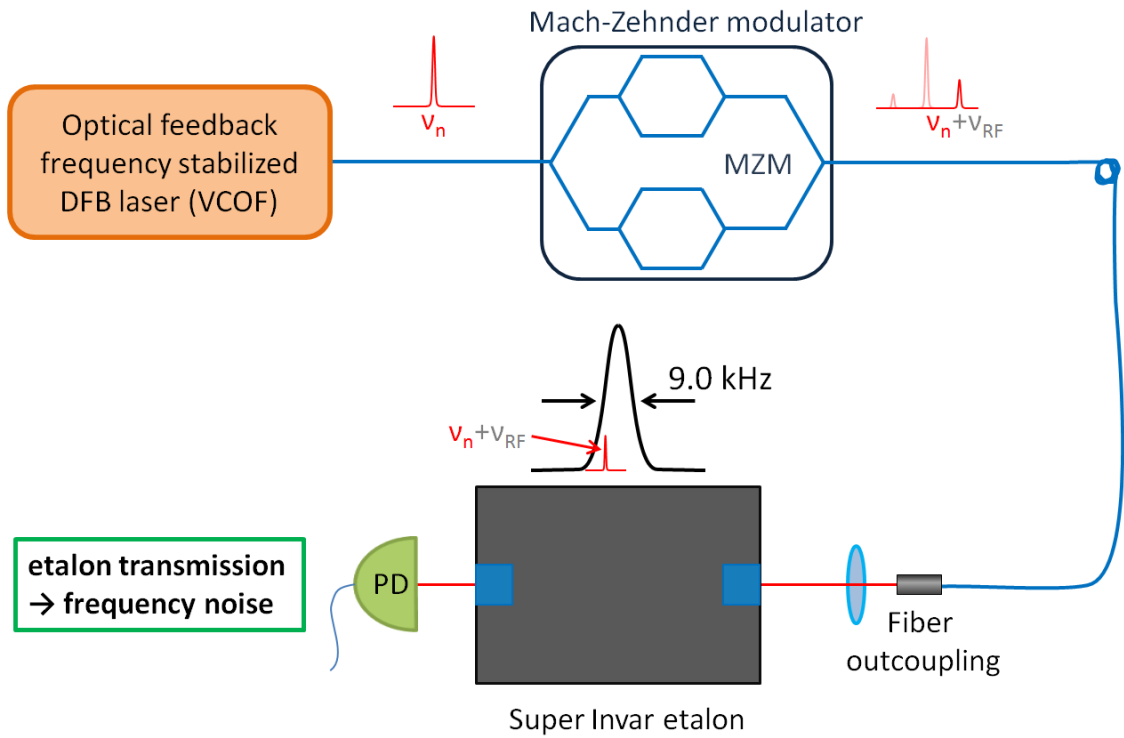 Mach-Zehnder modulator
Optical feedback
frequency stabilized
DFB laser (VCOF)
νn
MZM
νn+νRF
9.0 kHz
νn+νRF
etalon transmission
→ frequency noise
PD
Fiber
outcoupling
Super Invar etalon